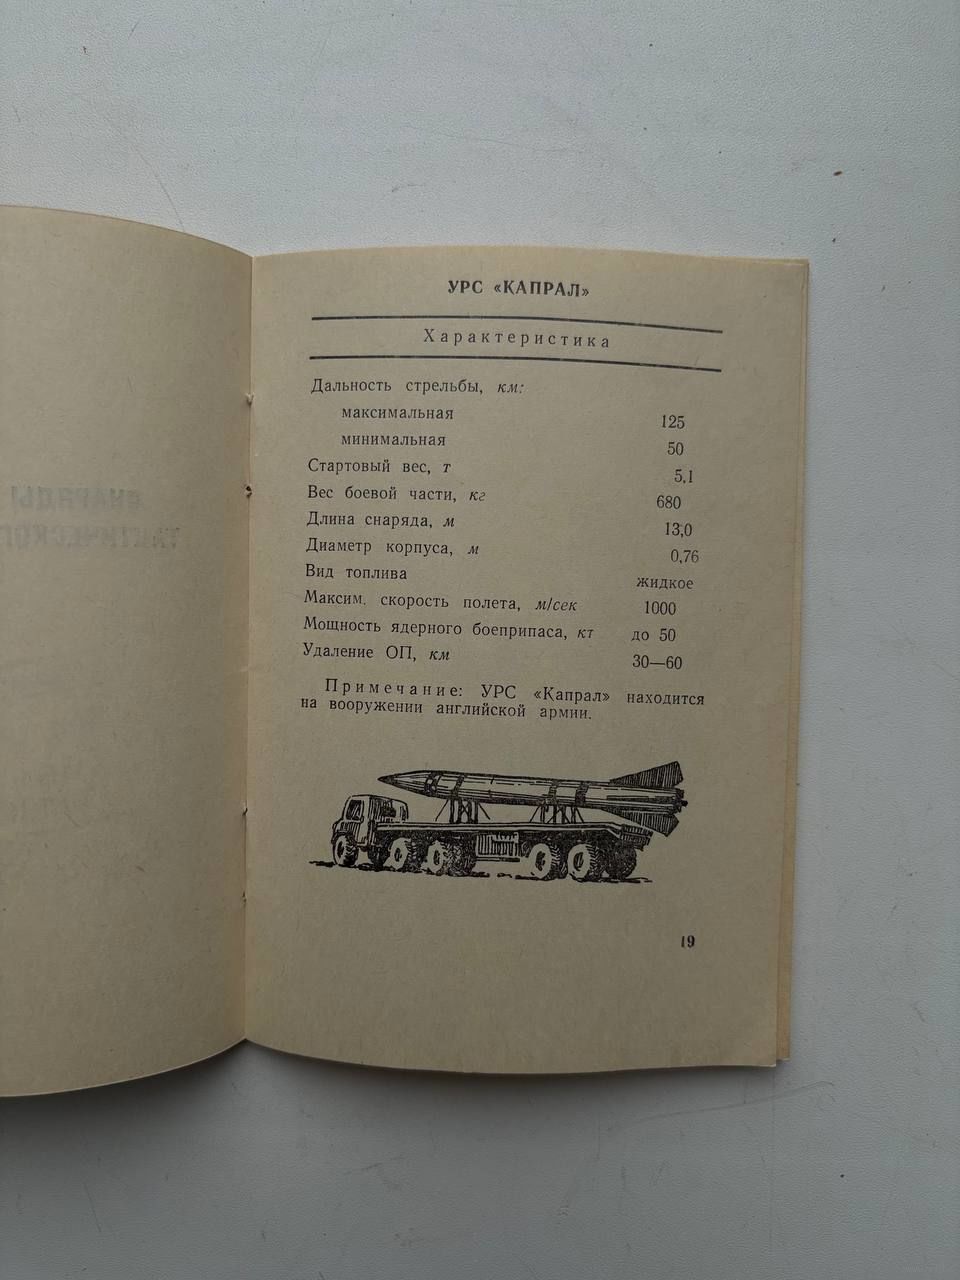 УРС «КАПРАЛ»
Характеристика
Дальность стрельбы, км:
максимальная 125
минимальная 50
Стартовый вес, т 5,1
Вес боевой части, кг 680
Длина снаряда, м 13,0
Диаметр корпуса, м 0,76
Вид топлива жидкое
Максим. скорость полета, м/сек 1000
Мощность ядерного боеприпаса, кт до 50
Удаление ОП, км 30—60
Примечание: УРС «Капрал» находится
на вооружении английской армии.
19